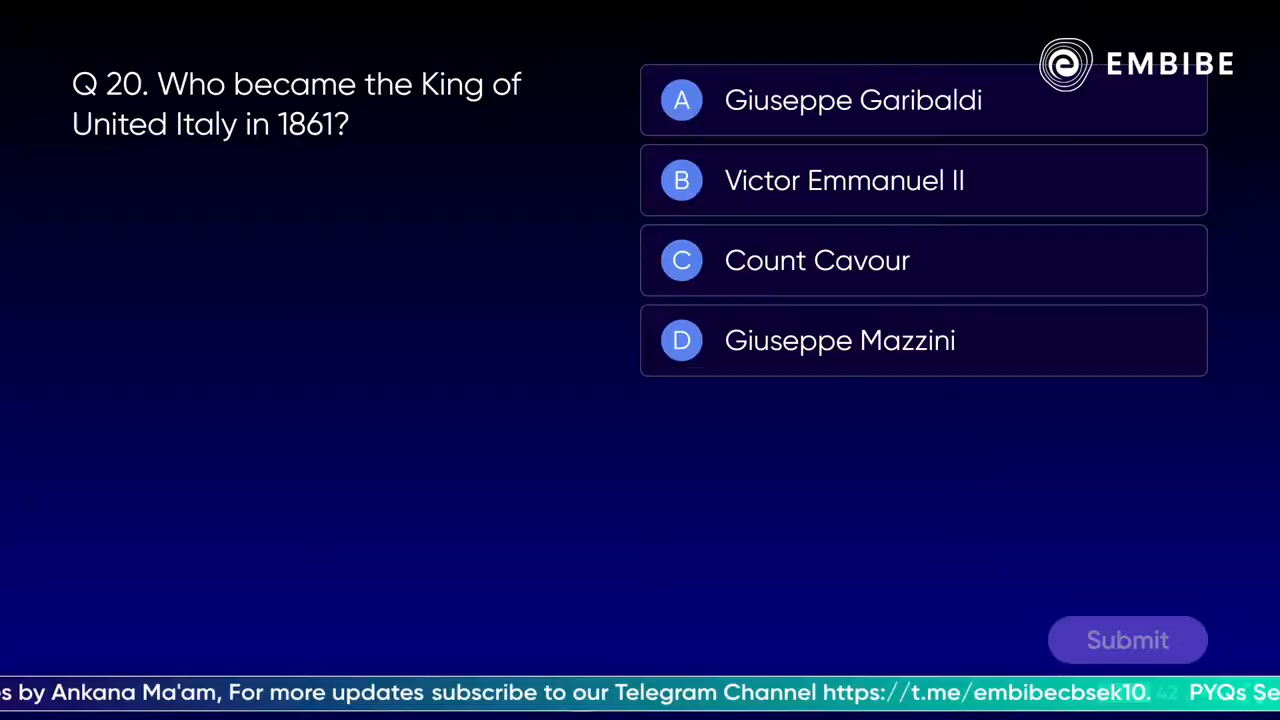 EMBIBE
Q 20. Who became the King of
United Italy in 1861?
A Giuseppe Garibaldi
B Victor Emmanuel II
C Count Cavour
D Giuseppe Mazzini
Submit
s by Ankana Ma'am, For more updates subscribe to our Telegram Channel https://t.me/embibecbsek10. 42 PYQs Se